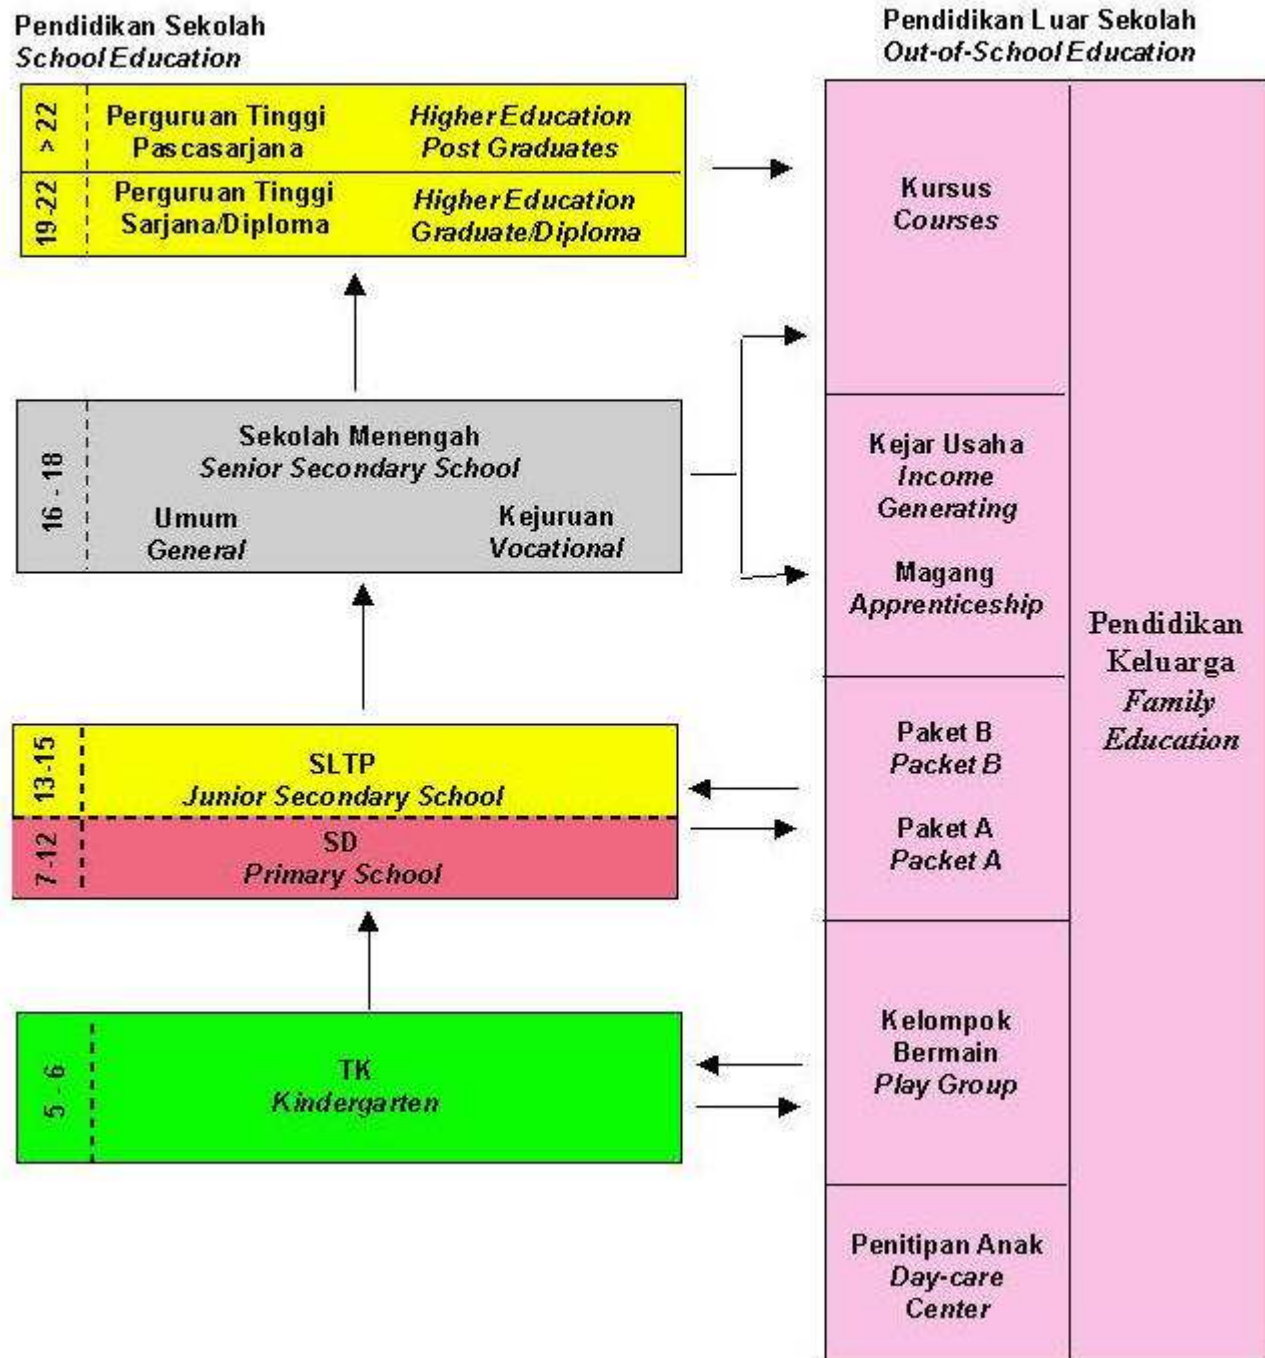 Pendidikan Sekolah
School Education
> 22
Perguruan Tinggi
Pascasarjana
Higher Education
Post Graduates
19-22
Perguruan Tinggi
Sarjana/Diploma
Higher Education
Graduate/Diploma
16 - 18
Sekolah Menengah
Senior Secondary School
Umum
General
Kejuruan
Vocational
13-15
SLTP
Junior Secondary School
7-12
SD
Primary School
5 - 6
TK
Kindergarten
Pendidikan Luar Sekolah
Out-of-School Education
Kursus
Courses
Kejar Usaha
Income
Generating
Magang
Apprenticeship
Paket B
Packet B
Paket A
Packet A
Kelompok
Bermain
Play Group
Penitipan Anak
Day-care
Center
Pendidikan
Keluarga
Family
Education